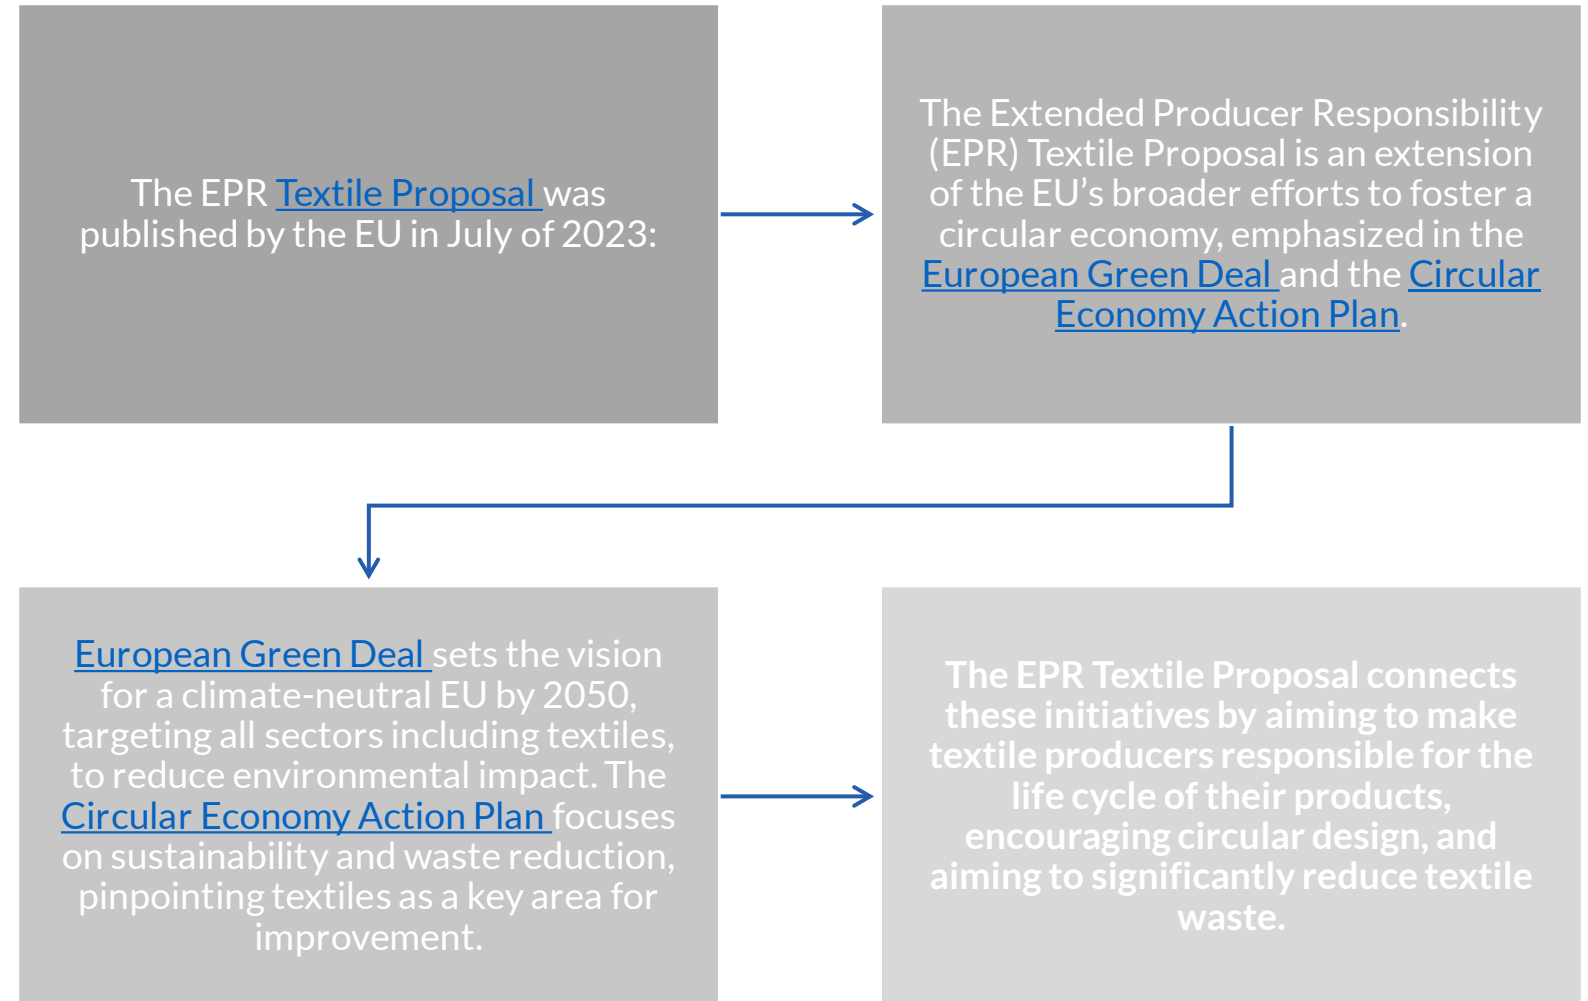 The EPR Textile Proposal was
published by the EU in July of 2023:
The Extended Producer Responsibility
(EPR) Textile Proposal is an extension
of the EU’s broader efforts to foster a
circular economy, emphasized in the
European Green Deal and the Circular
Economy Action Plan.
European Green Deal sets the vision
for a climate-neutral EU by 2050,
targeting all sectors including textiles,
to reduce environmental impact. The
Circular Economy Action Plan focuses
on sustainability and waste reduction,
pinpointing textiles as a key area for
improvement.
The EPR Textile Proposal connects
these initiatives by aiming to make
textile producers responsible for the
life cycle of their products,
encouraging circular design, and
aiming to significantly reduce textile
waste.